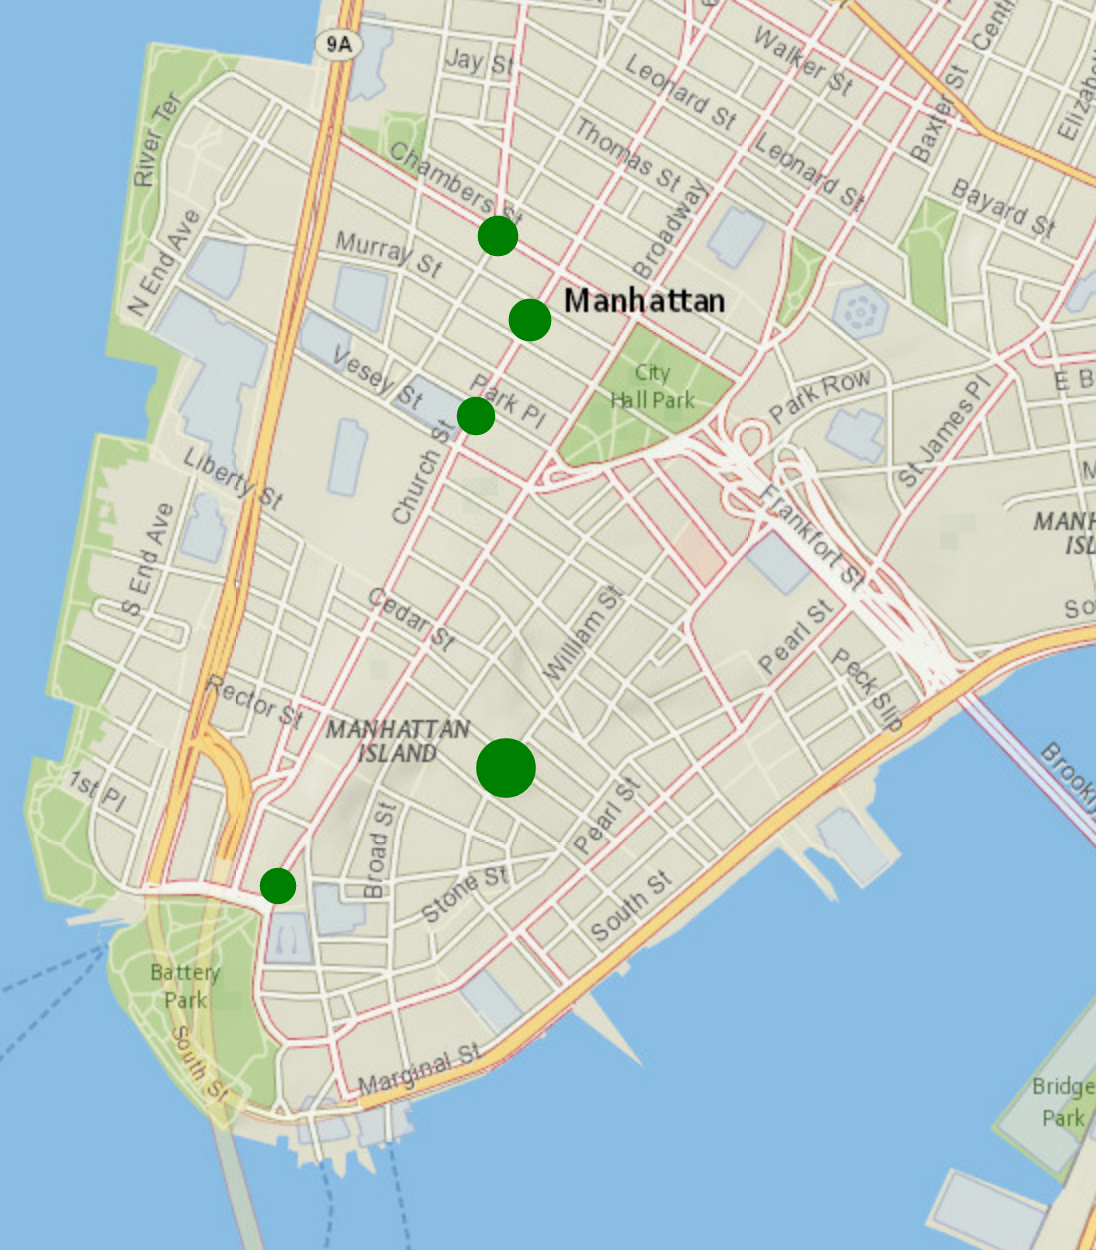 9A
Jay St
Walker St
Centr
Leonard St
Baxter St
Elizab
River Ter
Chambers St
Thomas St
Leonard St
Bayard St
N End Ave
Murray St
Broadway
Manhattan
Vesey St
Park Pl
City
Hall Park
Park Row
E B
St James Pl
Church St
Liberty St
M
S End Ave
Frankfort St
MANH
ISL
Cedar St
William St
Pearl St
So
Rector St
Peck Slip
MANHATTAN
ISLAND
1st Pl
Broad St
Pearl St
Brookly
Stone St
South St
Battery
Park
South St
Marginal St
Bridge
Park